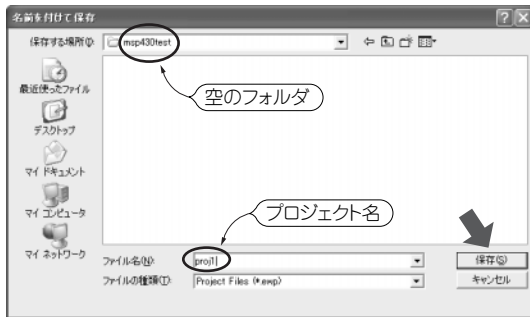 名前を付けて保存
保存する場所(I):
msp430test
空のフォルダ
最近使ったファイル
デスクトップ
マイ ドキュメント
マイ コンピュータ
マイ ネットワーク
プロジェクト名
ファイル名(N):
proj1
保存(S)
ファイルの種類(T):
Project Files (*.ewp)
キャンセル